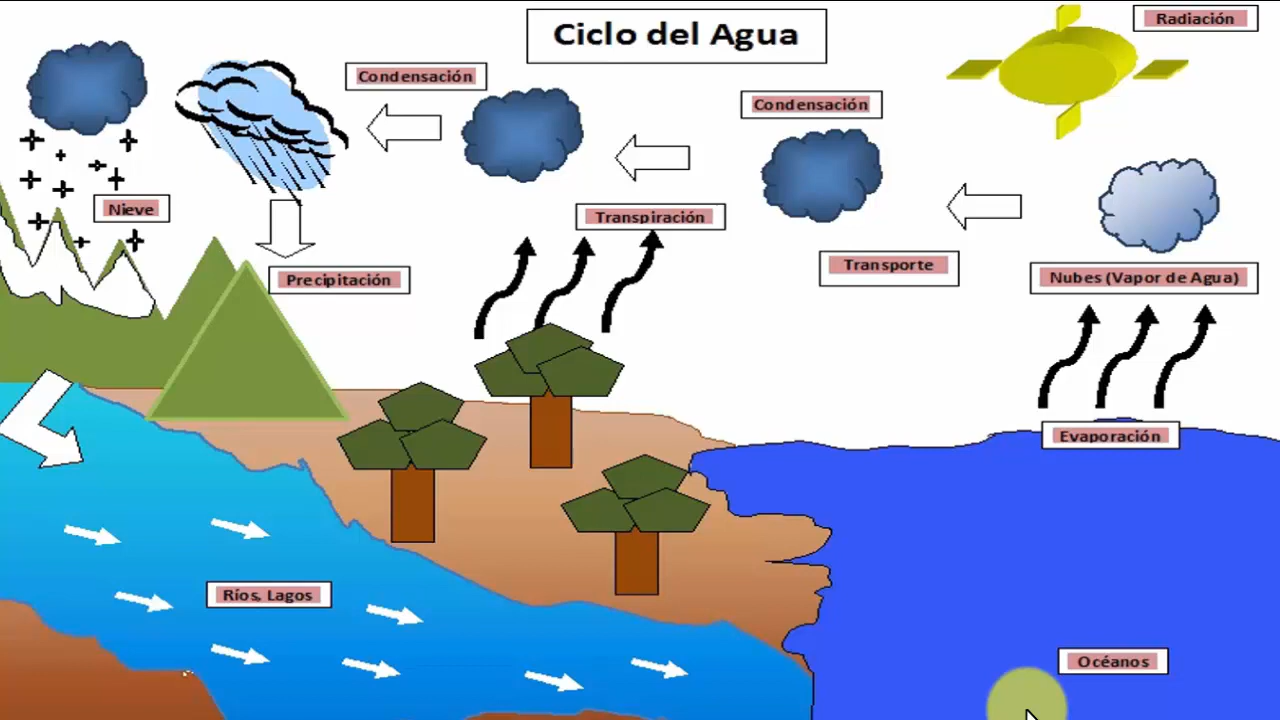 Ciclo del Agua
Radiación
Condensación
Condensación
Nieve
Transpiración
Transporte
Precipitación
Nubes (Vapor de Agua)
Evaporación
Ríos, Lagos
Océanos